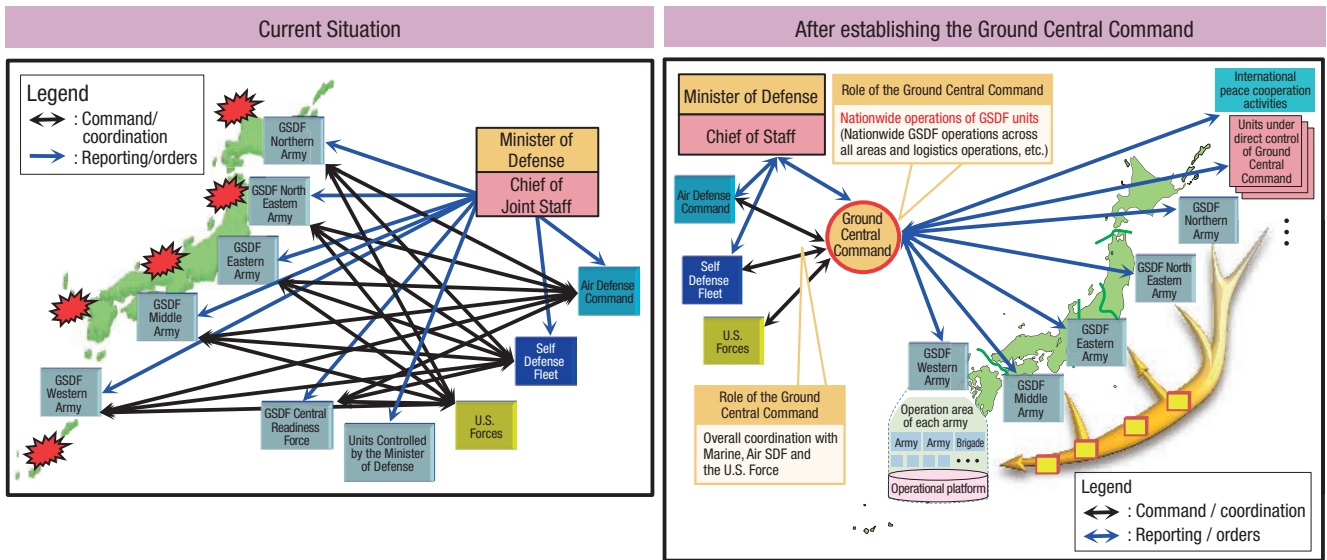 Current Situation
Legend
: Command/
coordination
: Reporting/orders
GSDF
Northern
Army
GSDF North
Eastern
Army
GSDF
Eastern
Army
GSDF
Middle
Army
GSDF
Western
Army
Minister of
Defense
Chief of
Joint Staff
Air Defense
Command
Self
Defense
Fleet
U.S.
Forces
GSDF Central
Readiness
Force
Units Controlled
by the Minister
of Defense
After establishing the Ground Central Command
Minister of Defense
Chief of Staff
Role of the Ground Central Command
Nationwide operations of GSDF units
(Nationwide GSDF operations across
all areas and logistics operations, etc.)
International
peace cooperation
activities
Units under
direct control
of Ground
Central
Command
Air Defense
Command
Ground
Central
Command
Self
Defense
Fleet
U.S.
Forces
GSDF
Northern
Army
GSDF North
Eastern
Army
GSDF
Eastern
Army
GSDF
Middle
Army
GSDF
Western
Army
Role of the Ground
Central Command
Overall coordination with
Marine, Air SDF and
the U.S. Force
Operation area
of each army
Army Army Brigade
• • •
Operational platform
Legend
: Command / coordination
: Reporting / orders